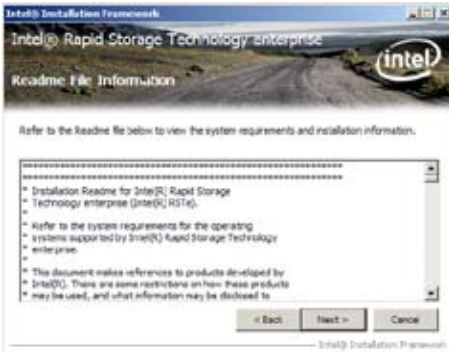 Intel® Installation Framework
Intel® Rapid Storage Technology enterprise
intel
Readme File Information
Refer to the Readme file below to view the system requirements and installation information.
************************************************************
************************************************************
* Installation Readme for Intel(R) Rapid Storage
* Technology enterprise (Intel(R) RSTe).
*
* Refer to the system requirements for the operating
* systems supported by Intel(R) Rapid Storage Technology
* enterprise.
*
* This document makes references to products developed by
* Intel(R). There are some restrictions on how these products
* may be used, and what information may be disclosed to
< Back
Next >
Cancel
Intel® Installation Framework